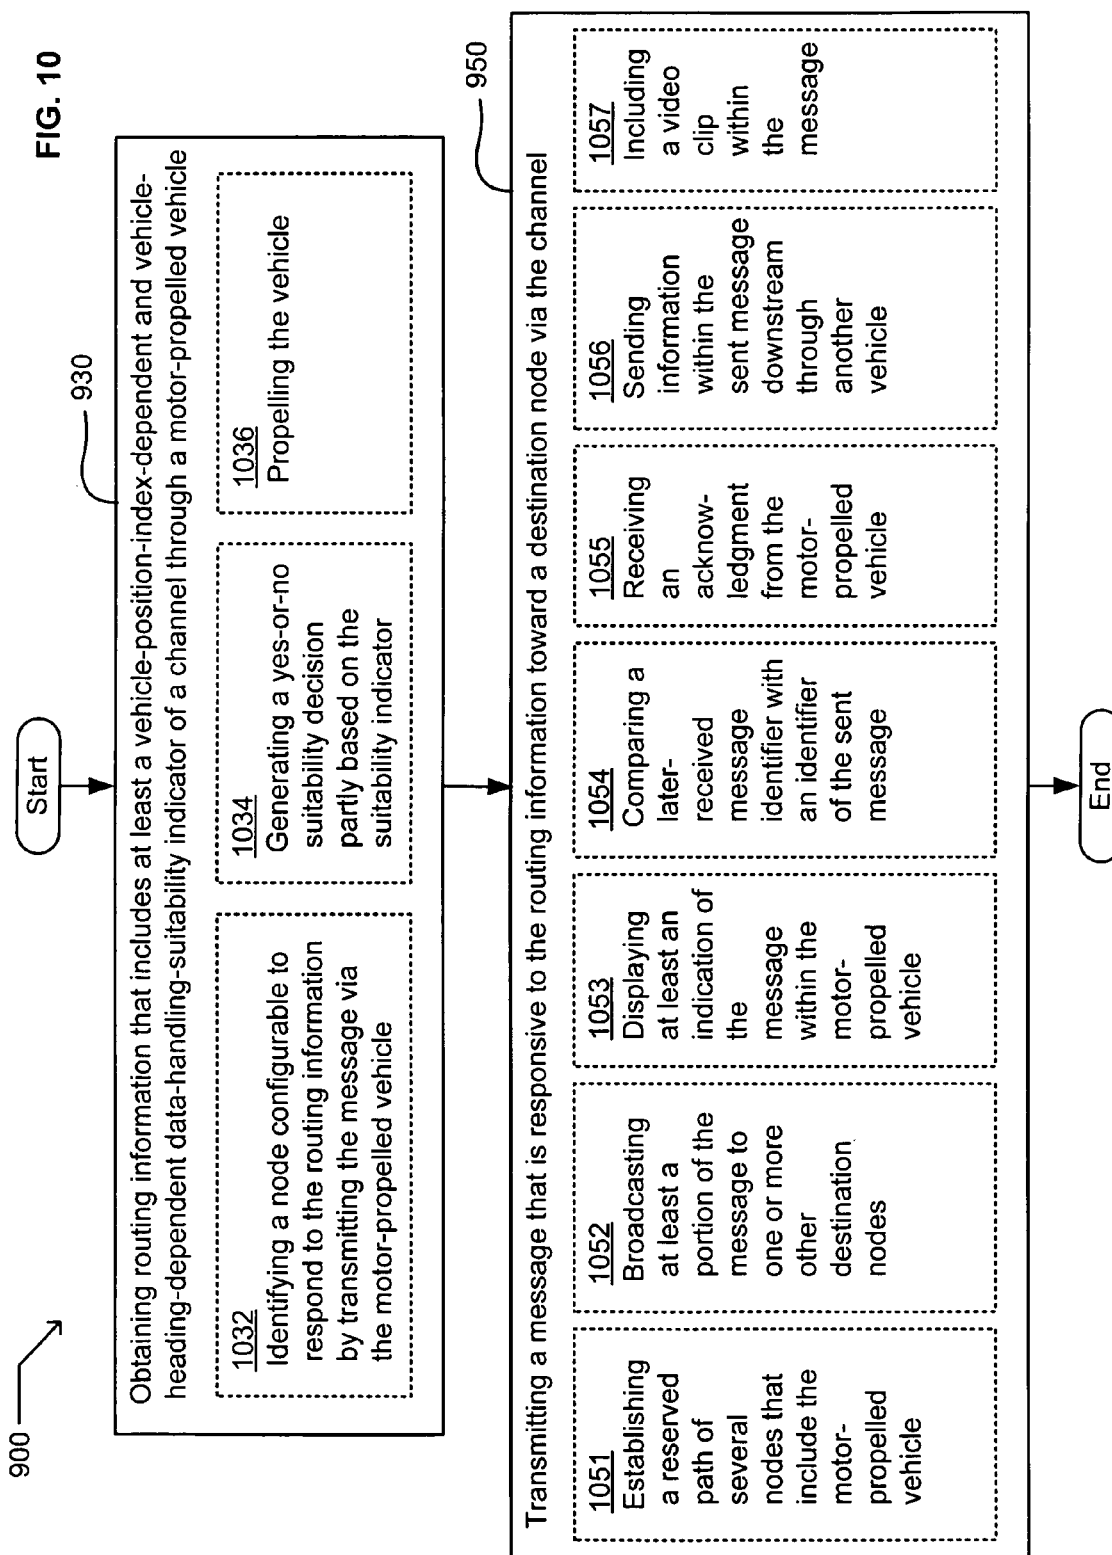 FIG. 10
900
Start
930
Obtaining routing information that includes at least a vehicle-position-index-dependent and vehicle-
heading-dependent data-handling-suitability indicator of a channel through a motor-propelled vehicle
1032
Identifying a node configurable to
respond to the routing information
by transmitting the message via
the motor-propelled vehicle
1034
Generating a yes-or-no
suitability decision
partly based on the
suitability indicator
1036
Propelling the vehicle
950
Transmitting a message that is responsive to the routing information toward a destination node via the channel
1051
Establishing
a reserved
path of
several
nodes that
include the
motor-
propelled
vehicle
1052
Broadcasting
at least a
portion of the
message to
one or more
other
destination
nodes
1053
Displaying
at least an
indication of
the
message
within the
motor-
propelled
vehicle
1054
Comparing a
later-
received
message
identifier with
an identifier
of the sent
message
1055
Receiving
an
acknow-
ledgment
from the
motor-
propelled
vehicle
1056
Sending
information
within the
sent message
downstream
through
another
vehicle
1057
Including
a video
clip
within
the
message
End